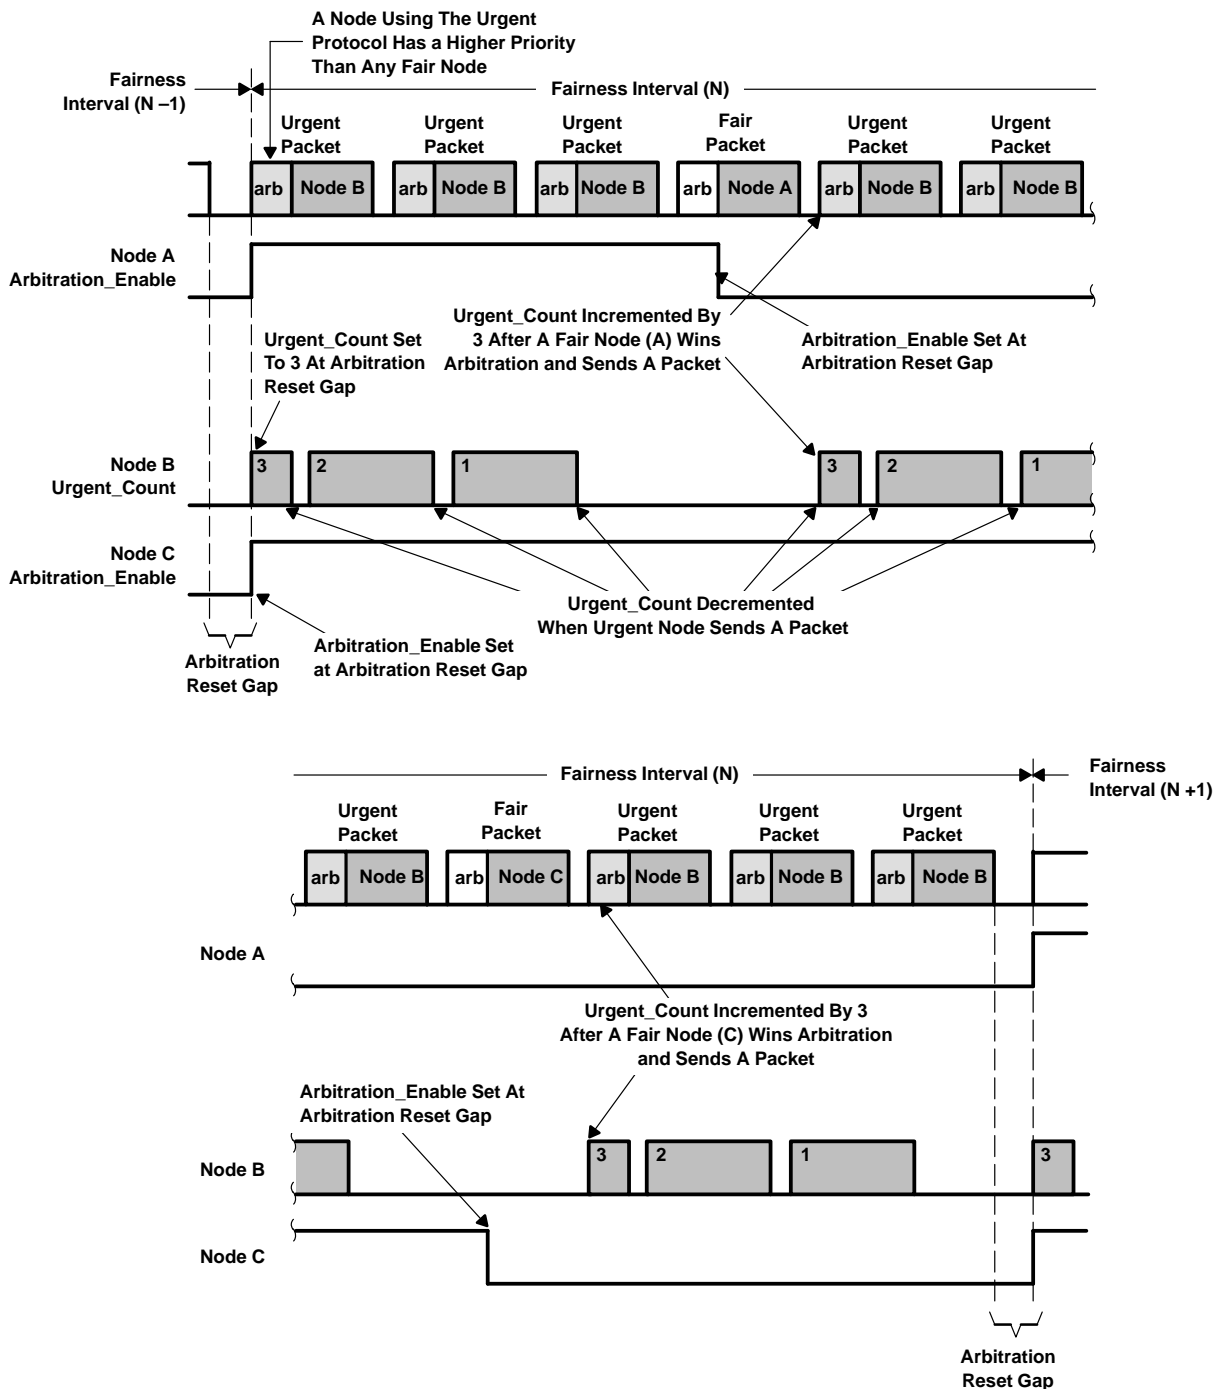 A Node Using The Urgent
Protocol Has a Higher Priority
Than Any Fair Node
Fairness
Interval (N –1)
Fairness Interval (N)
Urgent
Packet
Urgent
Packet
Urgent
Packet
Fair
Packet
Urgent
Packet
Urgent
Packet
arb Node B arb Node B arb Node B arb Node A arb Node B arb Node B
Node A
Arbitration_Enable
Urgent_Count Set
To 3 At Arbitration
Reset Gap
Urgent_Count Incremented By
3 After A Fair Node (A) Wins
Arbitration and Sends A Packet
Arbitration_Enable Set At
Arbitration Reset Gap
Node B
Urgent_Count
3 2 1 3 2 1
Node C
Arbitration_Enable
Urgent_Count Decremented
When Urgent Node Sends A Packet
Arbitration_Enable Set
at Arbitration Reset Gap
Arbitration
Reset Gap
Fairness Interval (N)
Fairness
Interval (N +1)
Urgent
Packet
Fair
Packet
Urgent
Packet
Urgent
Packet
Urgent
Packet
arb Node B arb Node C arb Node B arb Node B arb Node B
Node A
Urgent_Count Incremented By 3
After A Fair Node (C) Wins Arbitration
and Sends A Packet
Arbitration_Enable Set At
Arbitration Reset Gap
Node B
3 2 1 3
Node C
Arbitration
Reset Gap